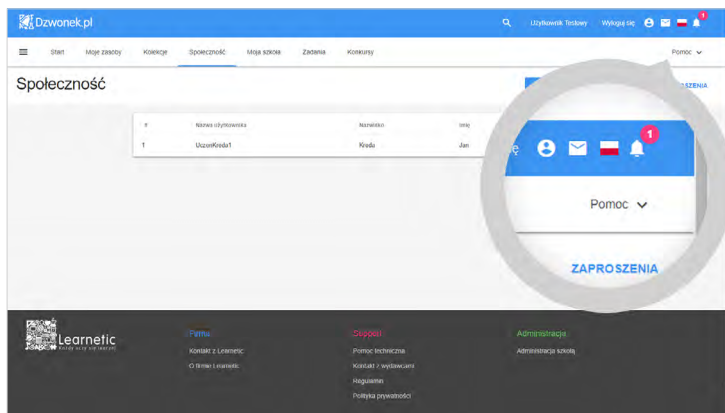 Dzwonek.pl
Użytkownik Testowy Wyloguj się 1
Start Moje zasoby Kolekcje Społeczność Moja szkoła Zadania Konkursy Pomoc
Społeczność
# Nazwa użytkownika Nazwisko Imię
1 UczonKreda1 Kreda Jan
1
Pomoc
ZAPROSZENIA
Learnetic
Firma Support Administracja
Kontakt z Learnetic Pomoc techniczna Administracja szkołą
O firmie Learnetic Kontakt z wydawcami
Regulamin
Polityka prywatności